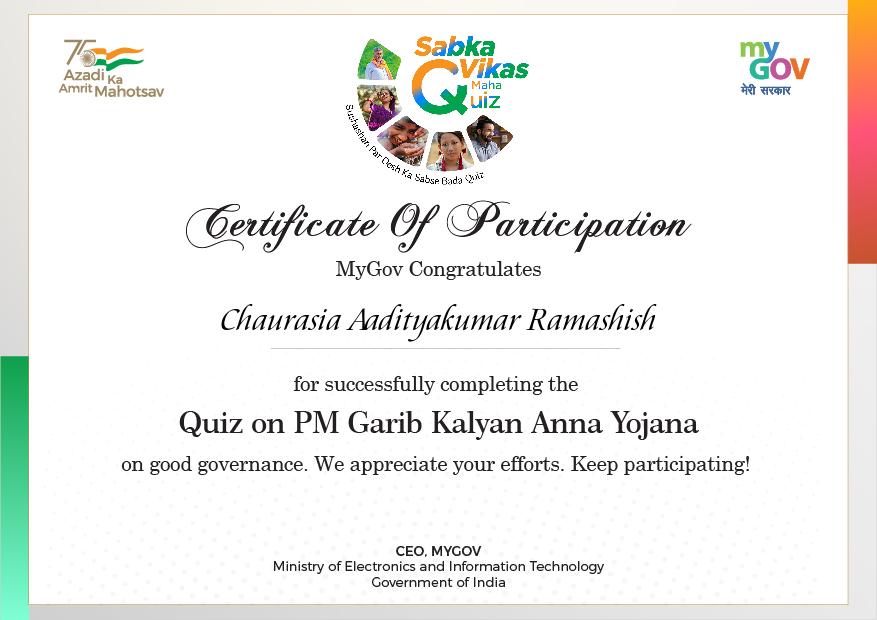 75
Azadi Ka
Amrit Mahotsav
Sabka
Vikas
Maha
Quiz
Sushashan Par Desh Ka Sabse Bada Quiz
my
GOV
मेरी सरकार
Certificate Of Participation
MyGov Congratulates
Chaurasia Aadityakumar Ramashish
for successfully completing the
Quiz on PM Garib Kalyan Anna Yojana
on good governance. We appreciate your efforts. Keep participating!
CEO, MYGOV
Ministry of Electronics and Information Technology
Government of India